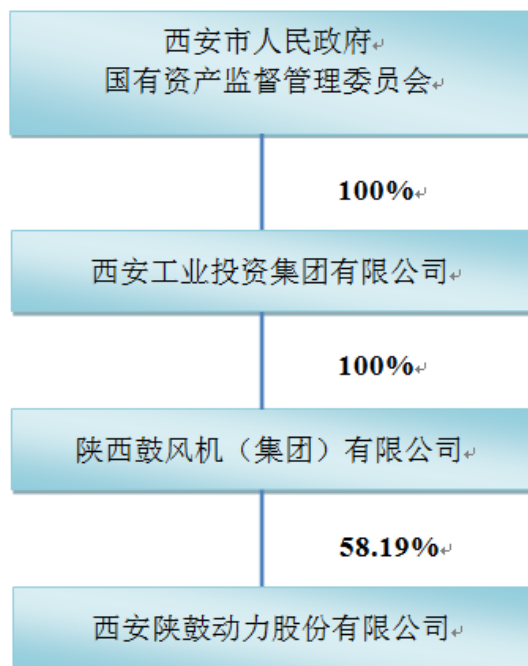 西安市人民政府
国有资产监督管理委员会
100%
西安工业投资集团有限公司
100%
陕西鼓风机（集团）有限公司
58.19%
西安陕鼓动力股份有限公司